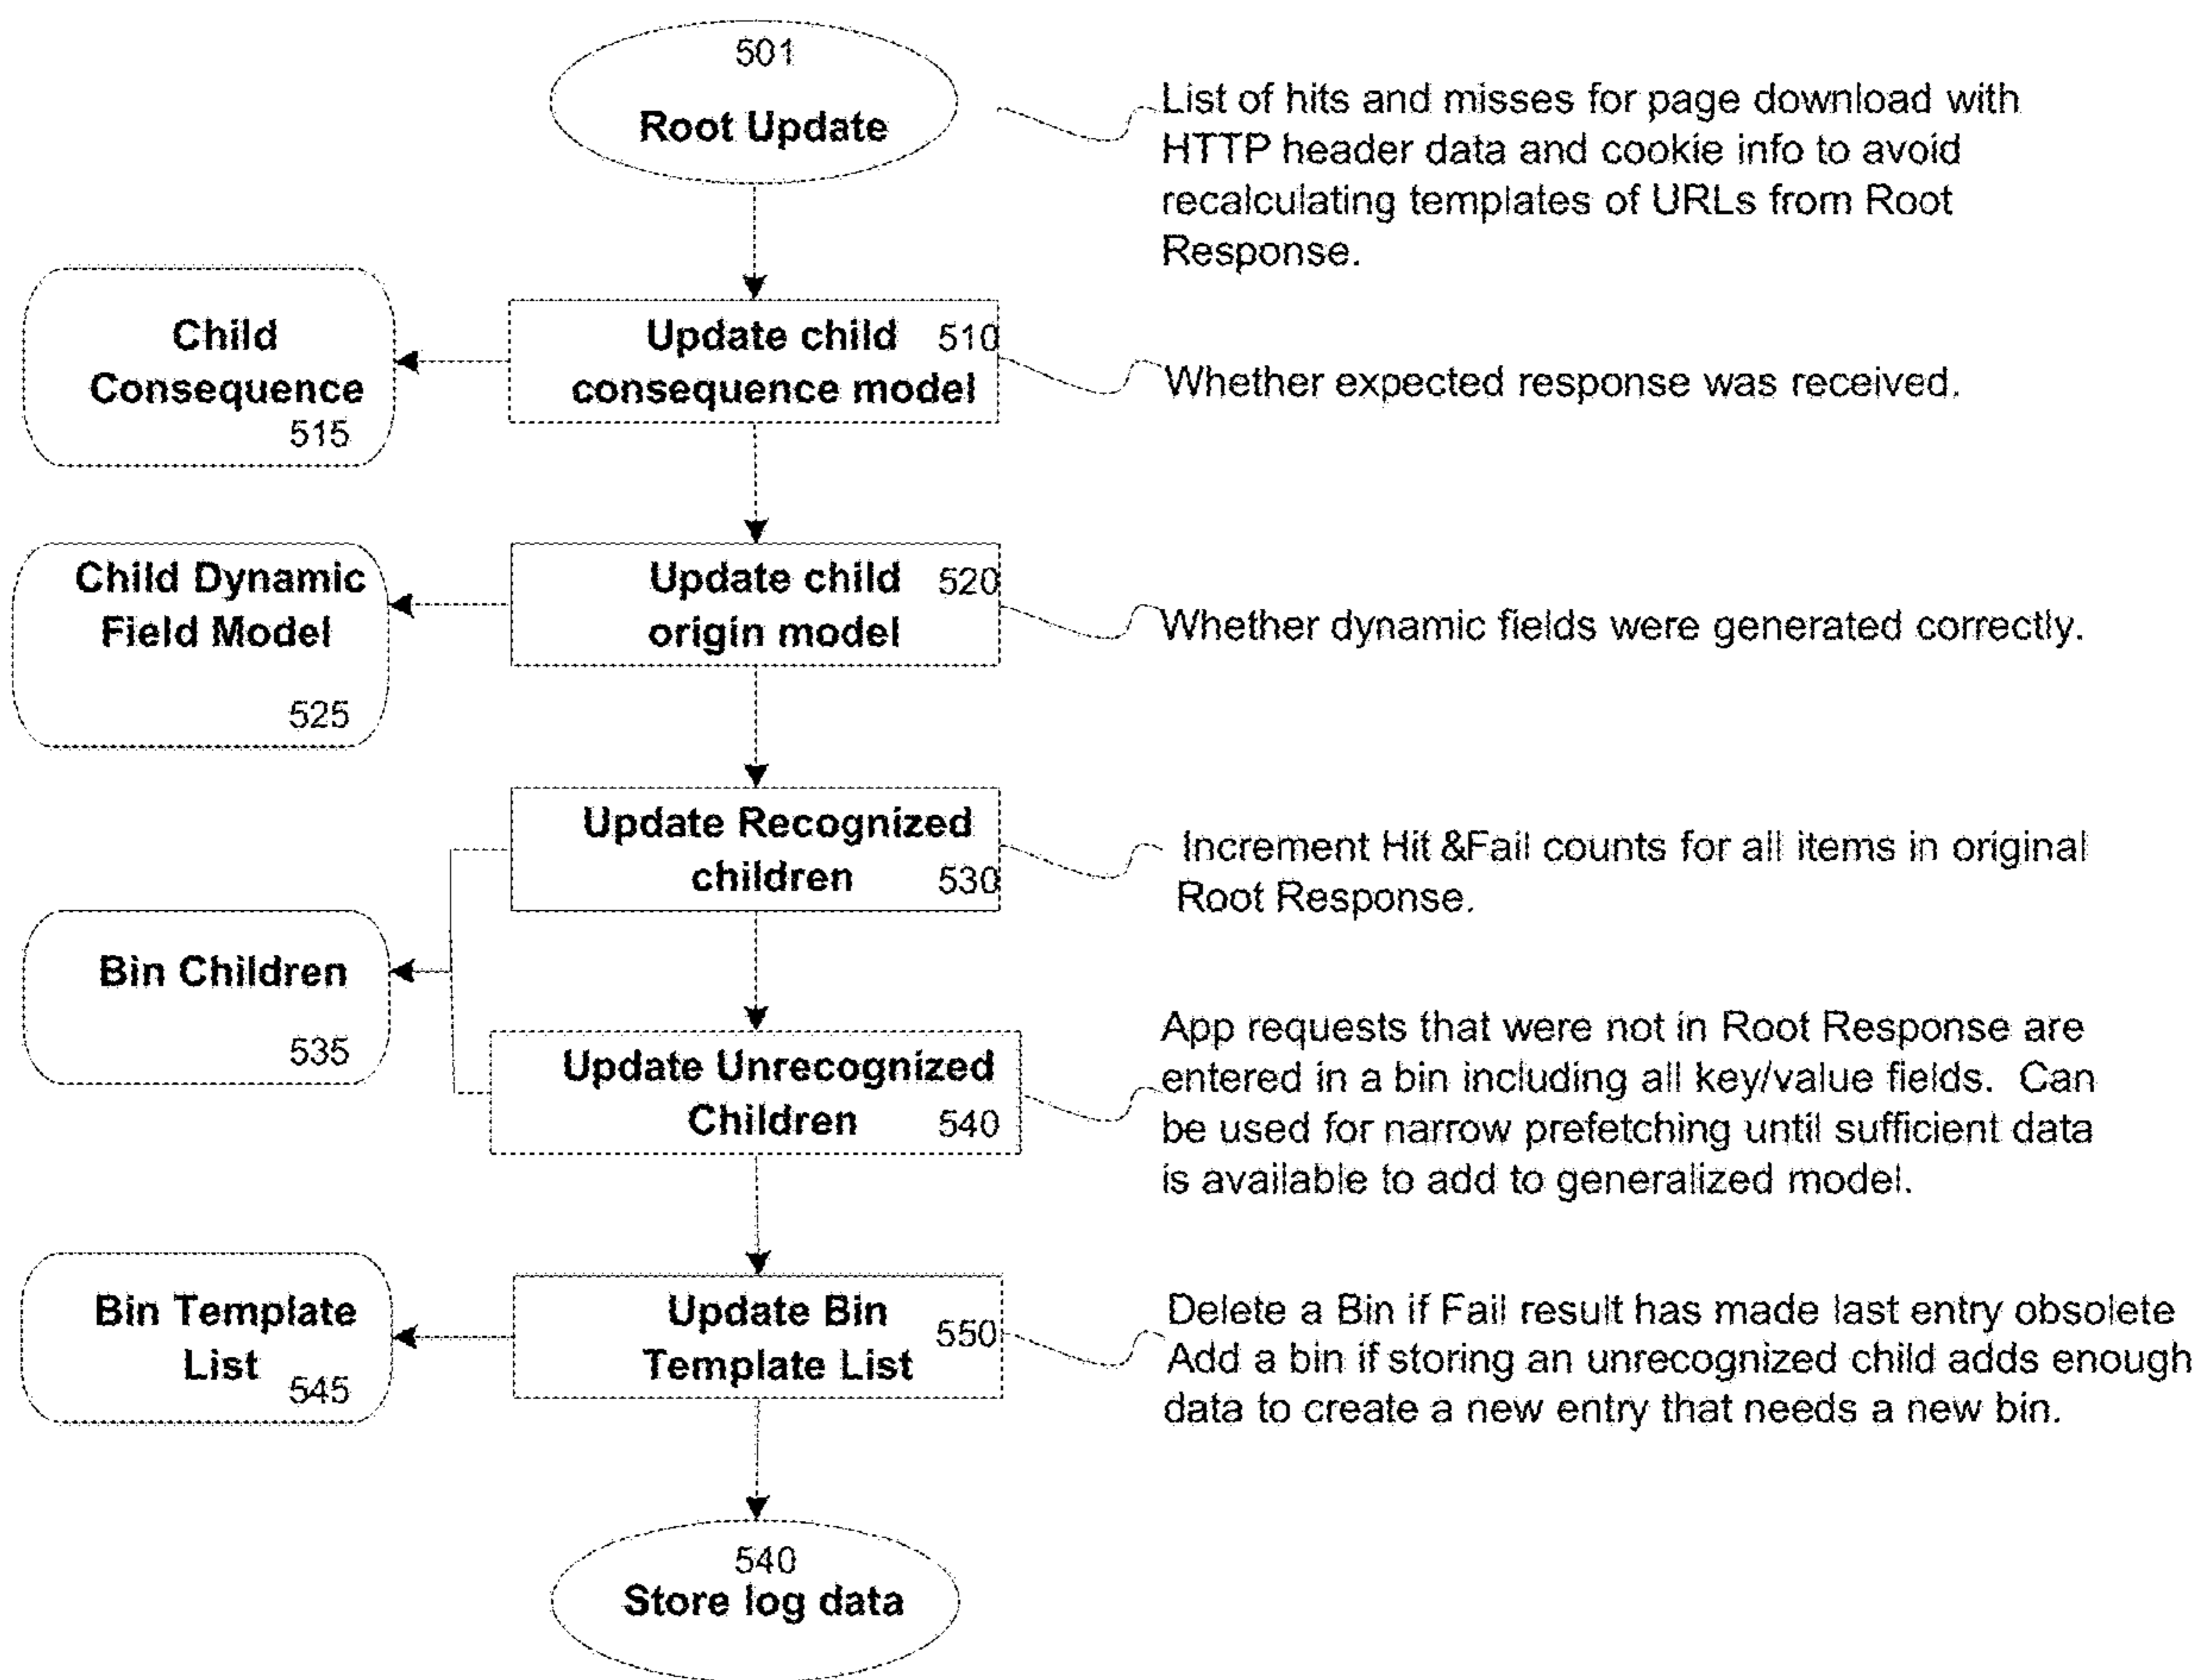 501
Root Update
List of hits and misses for page download with
HTTP header data and cookie info to avoid
recalculating templates of URLs from Root
Response.
Child
Consequence
515
Update child 510
consequence model
Whether expected response was received.
Child Dynamic
Field Model
525
Update child 520
origin model
Whether dynamic fields were generated correctly.
Update Recognized
children 530
Increment Hit &Fail counts for all items in original
Root Response.
Bin Children
535
Update Unrecognized
Children 540
App requests that were not in Root Response are
entered in a bin including all key/value fields. Can
be used for narrow prefetching until sufficient data
is available to add to generalized model.
Bin Template
List 545
Update Bin 550
Template List
Delete a Bin if Fail result has made last entry obsolete
Add a bin if storing an unrecognized child adds enough
data to create a new entry that needs a new bin.
540
Store log data